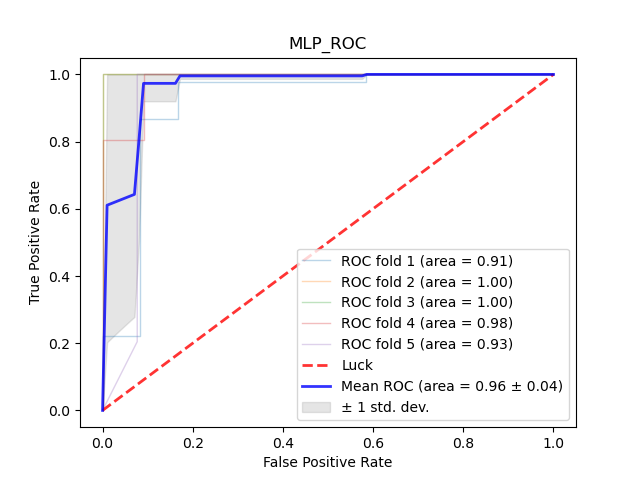 MLP_ROC
True Positive Rate
1.0
0.8
0.6
0.4
0.2
0.0
ROC fold 1 (area = 0.91)
ROC fold 2 (area = 1.00)
ROC fold 3 (area = 1.00)
ROC fold 4 (area = 0.98)
ROC fold 5 (area = 0.93)
Luck
Mean ROC (area = 0.96 ± 0.04)
± 1 std. dev.
0.0 0.2 0.4 0.6 0.8 1.0
False Positive Rate